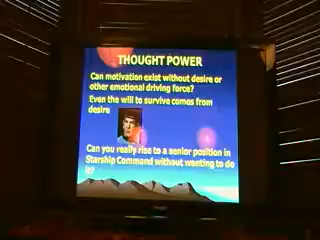 THOUGHT POWER
Can motivation exist without desire or
other emotional driving force?
Even the will to survive comes from
desire
Can you really rise to a senior position in
Starship Command without wanting to do
it?